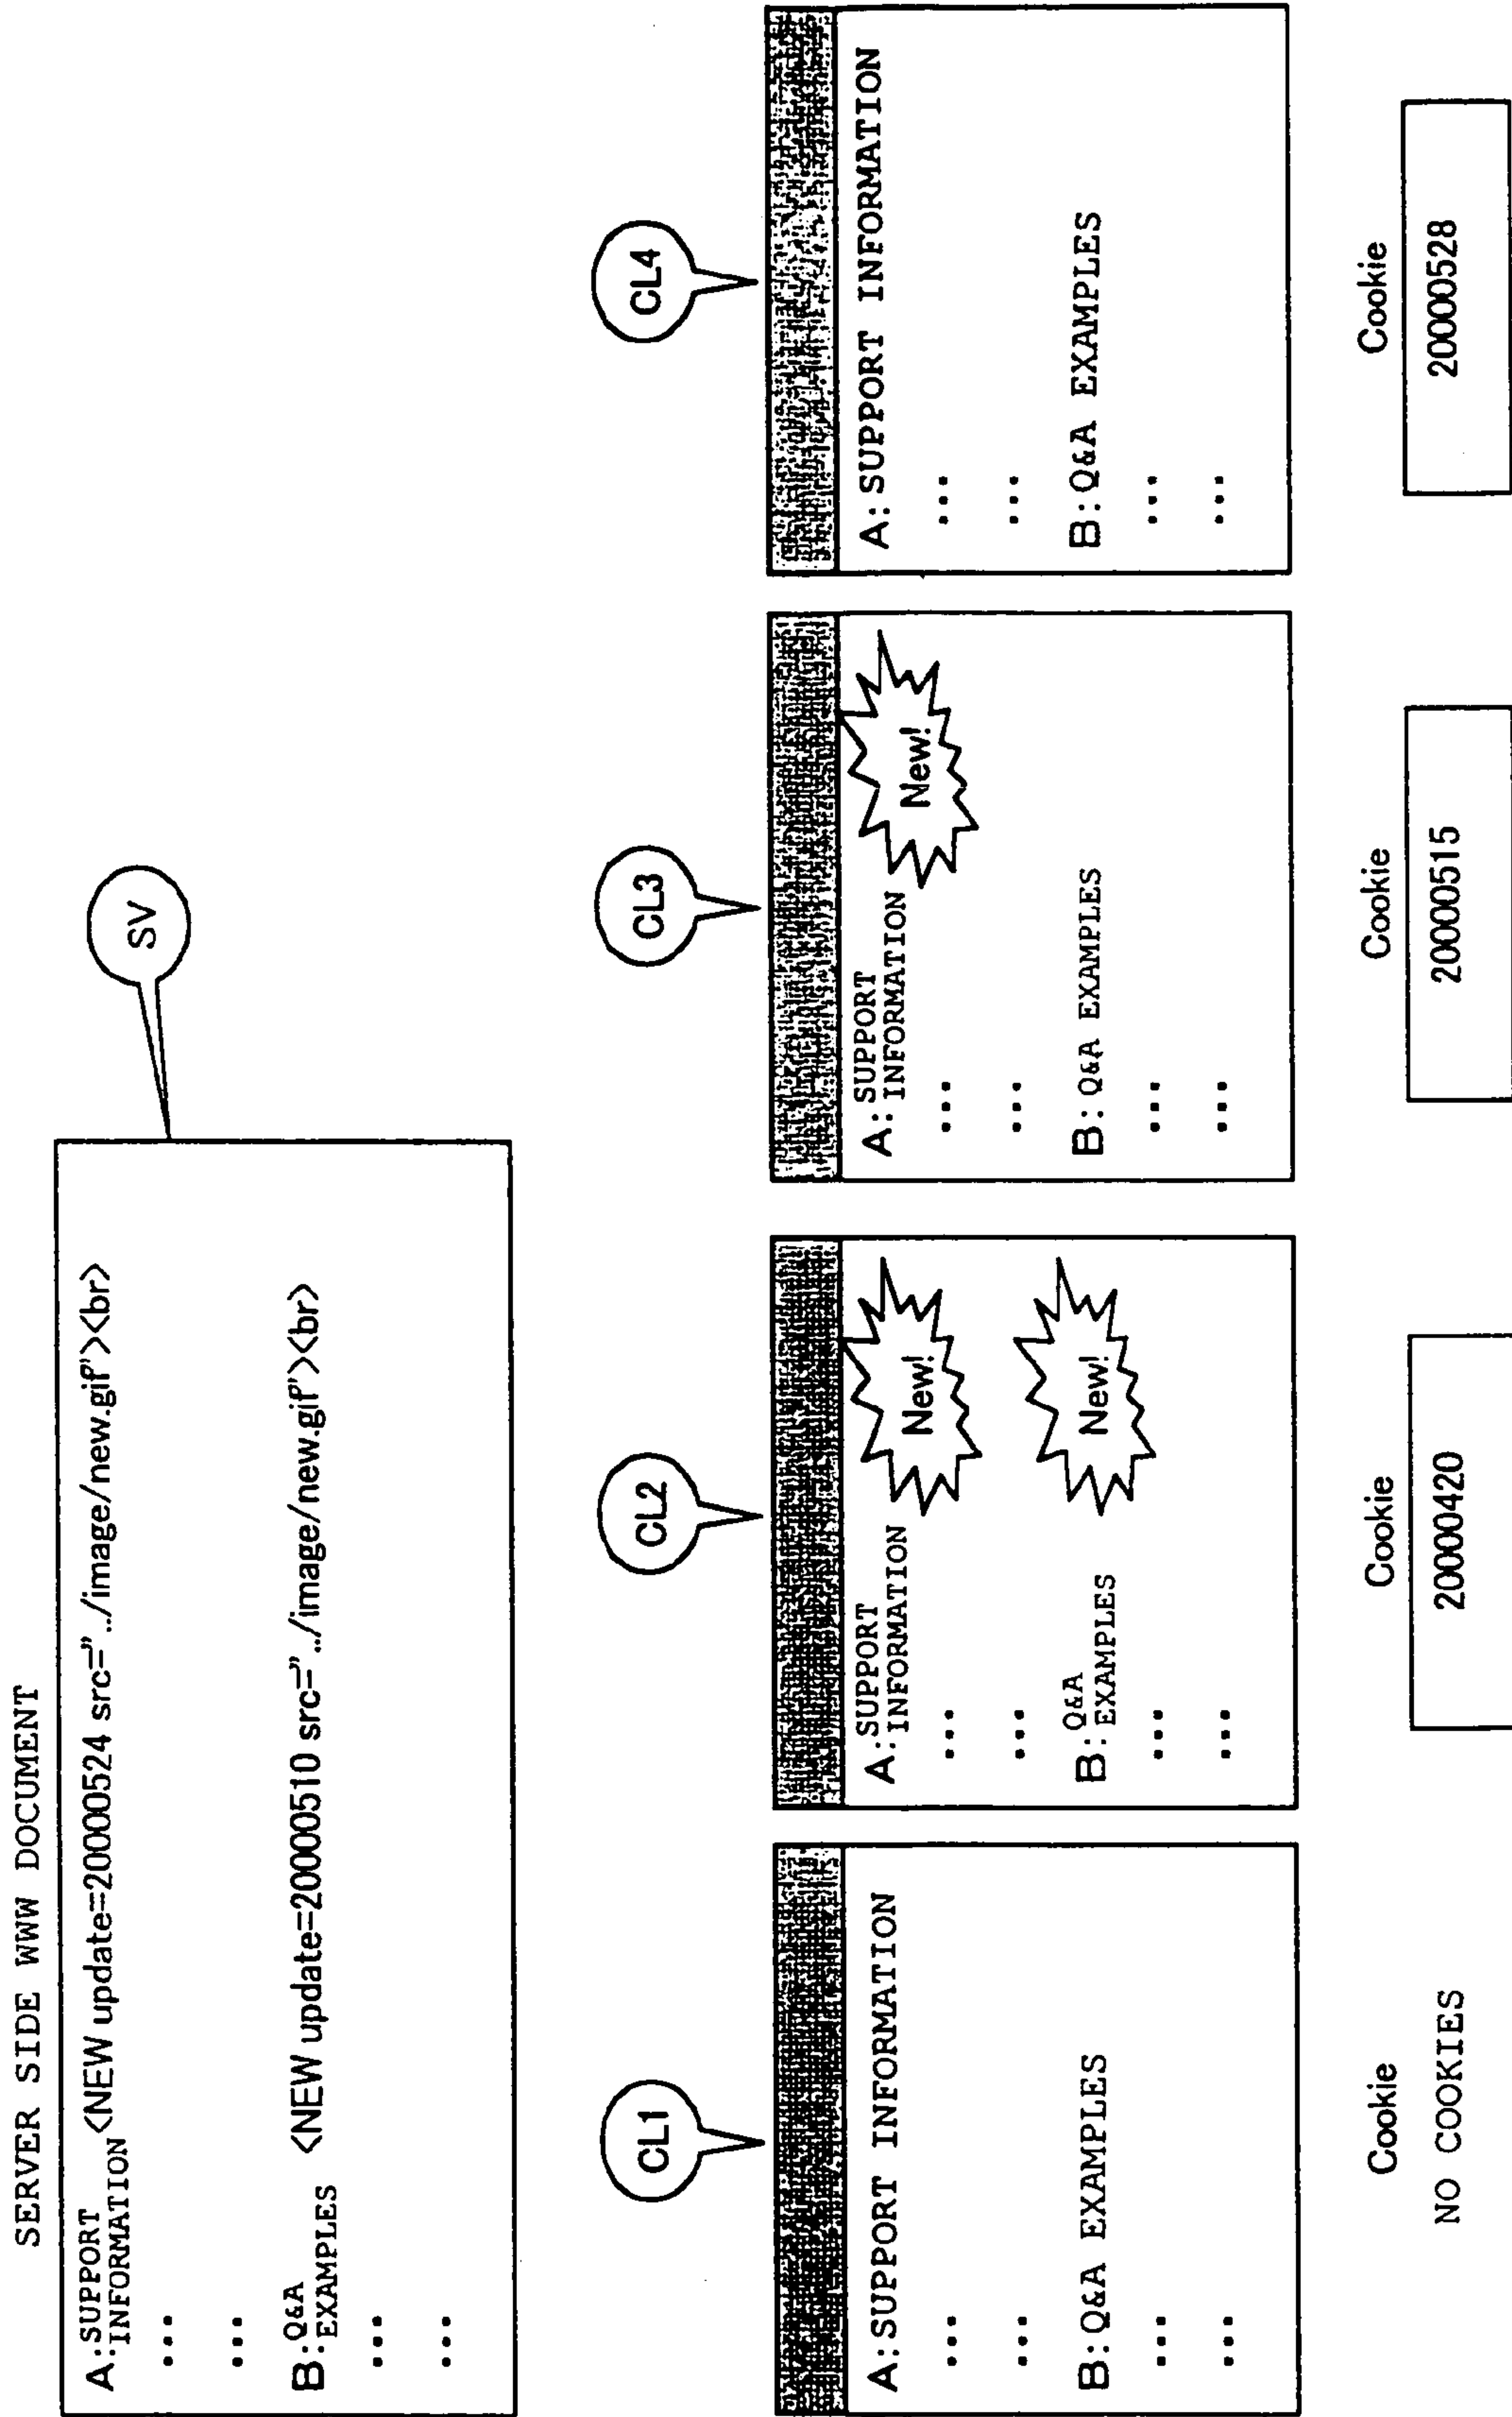 SERVER SIDE WWW DOCUMENT
SV
A:SUPPORT INFORMATION <NEW update=20000524 src="../image/new.gif"><br>
...
...
B:Q&A EXAMPLES <NEW update=20000510 src="../image/new.gif"><br>
...
...
CL1
A:SUPPORT INFORMATION
...
...
B:Q&A EXAMPLES
...
...
Cookie
NO COOKIES
CL2
A:SUPPORT
INFORMATION
New!
...
...
B:Q&A
EXAMPLES
New!
...
...
Cookie
20000420
CL3
A:SUPPORT
INFORMATION
New!
...
...
B:Q&A EXAMPLES
...
...
Cookie
20000515
CL4
A:SUPPORT INFORMATION
...
...
B:Q&A EXAMPLES
...
...
Cookie
20000528